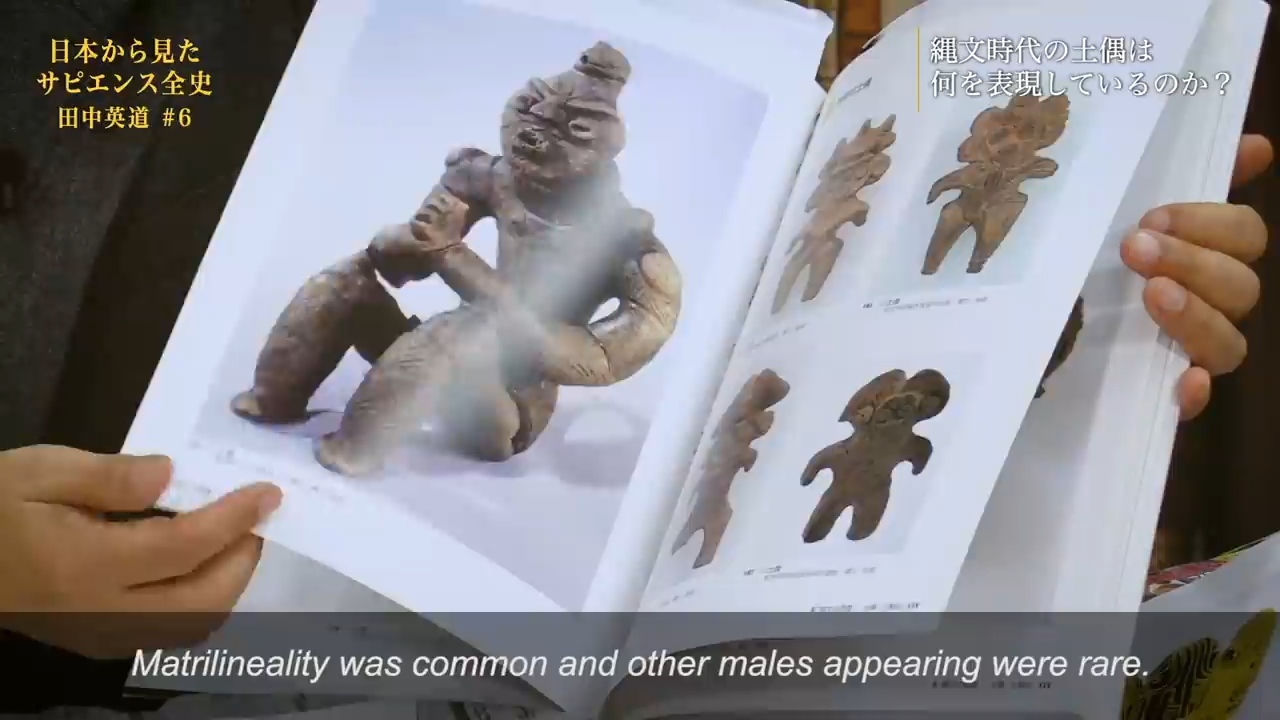 日本から見た
サピエンス全史
田中英道 #6
縄文時代の土偶は
何を表現しているのか？
Matrilineality was common and other males appearing were rare.